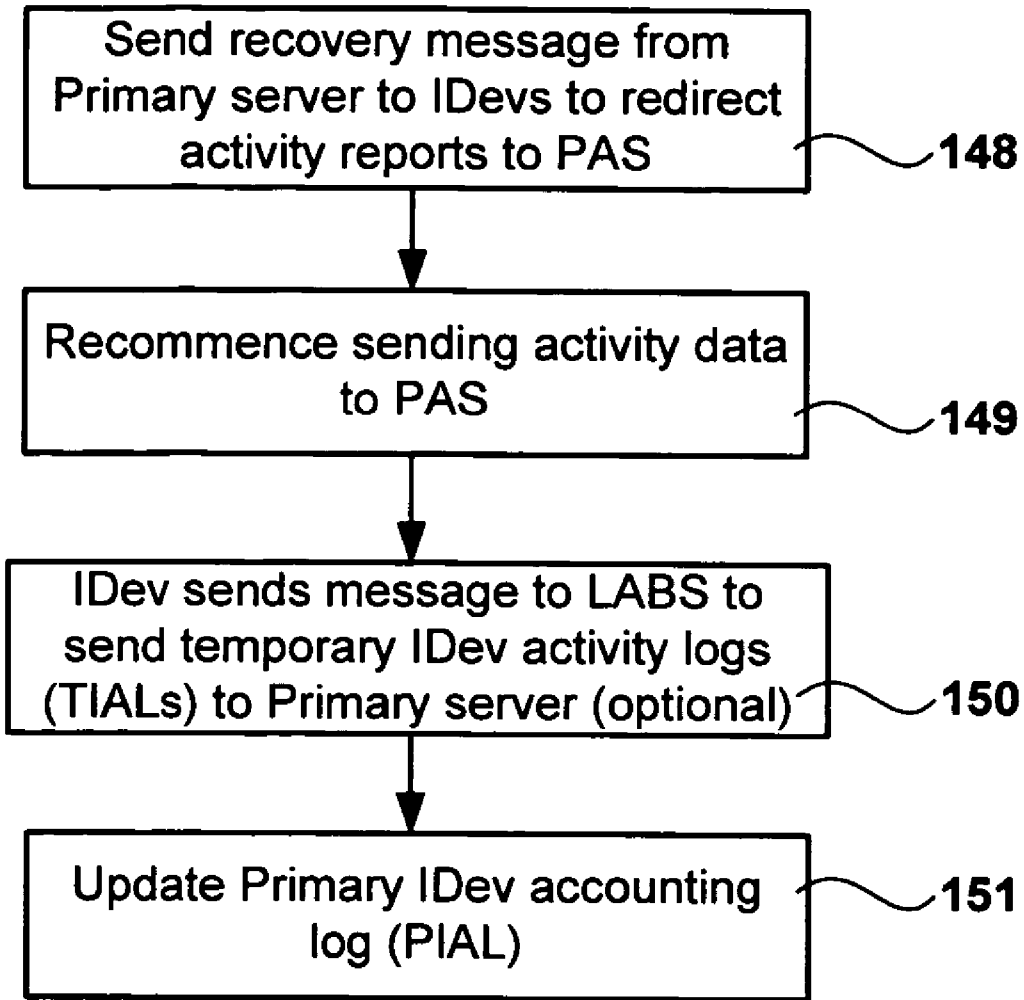 Send recovery message from
Primary server to IDevs to redirect
activity reports to PAS
148
Recommence sending activity data
to PAS
149
IDev sends message to LABS to
send temporary IDev activity logs
(TIALs) to Primary server (optional)
150
Update Primary IDev accounting
log (PIAL)
151